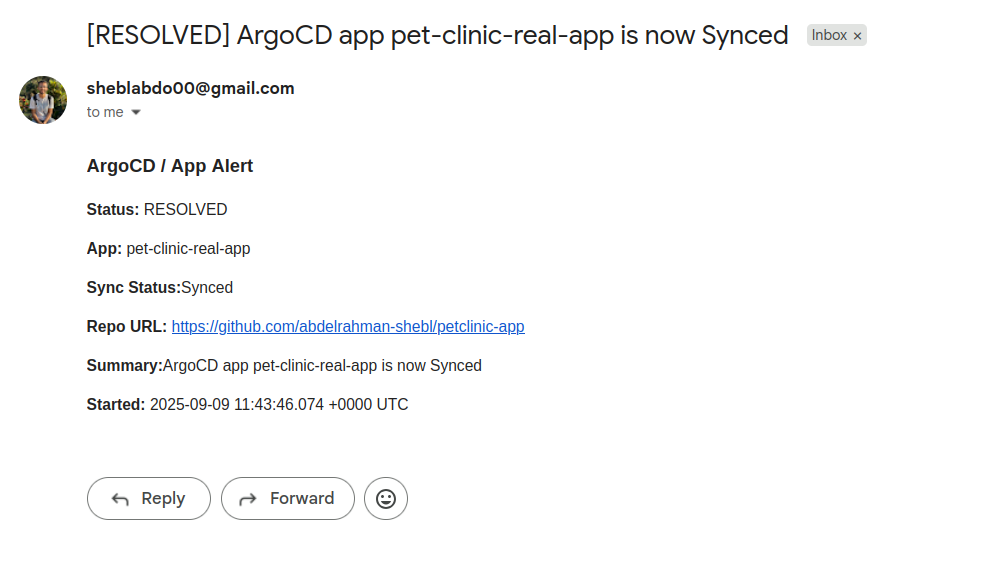 [RESOLVED] ArgoCD app pet-clinic-real-app is now Synced
Inbox ×
sheblabdo00@gmail.com
to me
ArgoCD / App Alert
Status: RESOLVED
App: pet-clinic-real-app
Sync Status:Synced
Repo URL: https://github.com/abdelrahman-shebl/petclinic-app
Summary:ArgoCD app pet-clinic-real-app is now Synced
Started: 2025-09-09 11:43:46.074 +0000 UTC
Reply
Forward